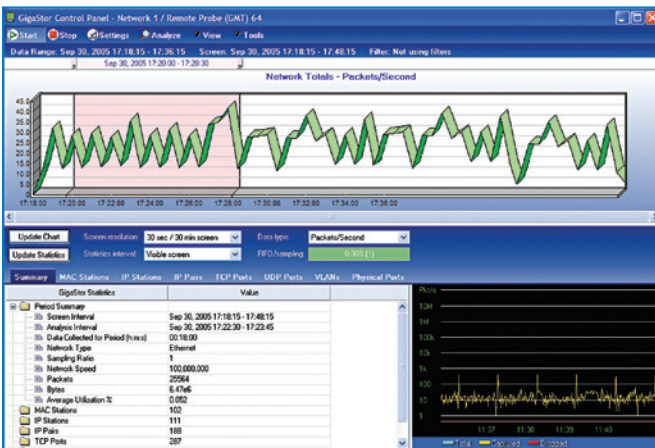 GigaStor Control Panel - Network 1 / Remote Probe (GMT) 64
Start Stop Settings Analyze View Tools
Data Range: Sep 30, 2005 17:18:15 - 17:36:15 Screen: Sep 30, 2005 17:18:15 - 17:48:15 Filter: Not using filters
Sep 30, 2005 17:20:00 - 17:28:30
Network Totals - Packets/Second
45.0
40.0
35.0
30.0
25.0
20.0
15.0
10.0
5.0
0.0
17:18:00 17:20:00 17:22:00 17:24:00 17:26:00 17:28:00 17:30:00 17:32:00 17:34:00 17:36:00
Update Chart Screen resolution: 30 sec / 30 min screen Data type: Packets/Second
Update Statistics Statistics interval: Visible screen FIFO/sampling: 0.00% [1]
Summary MAC Stations IP Stations IP Pairs TCP Ports UDP Ports VLANs Physical Ports
GigaStor Statistics Value
Period Summary
Screen Interval Sep 30, 2005 17:18:15 - 17:48:15
Analysis Interval Sep 30, 2005 17:22:30 - 17:23:45
Data Collected for Period [h:m:s] 00:18:00
Network Type Ethernet
Sampling Ratio 1
Network Speed 100,000,000
Packets 25564
Bytes 6.47e6
Average Utilization % 0.052
MAC Stations 102
IP Stations 111
IP Pairs 188
TCP Ports 287
Pkt/s
10M
1M
100k
10k
1k
100
10
1
11:37 11:38 11:39 11:40
Total Captured Dropped